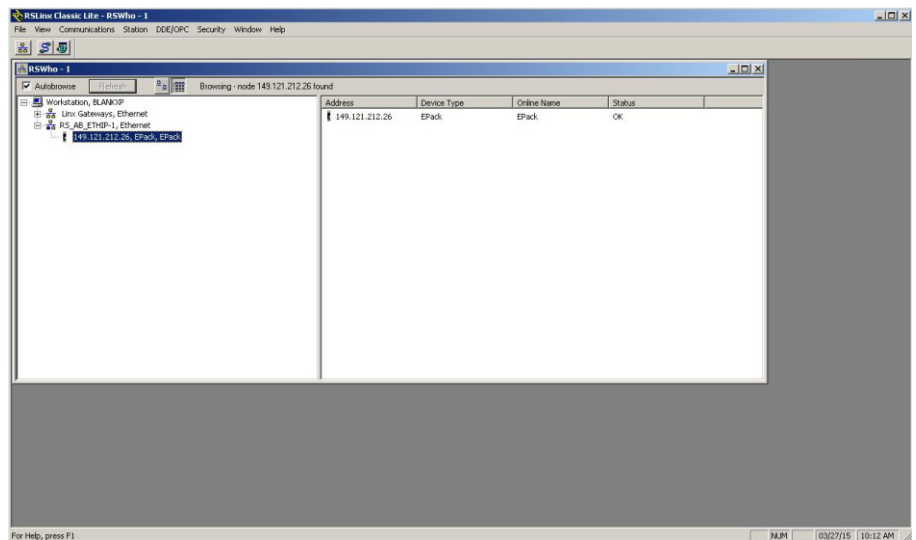 RSLinx Classic Lite - RSWho - 1
File View Communications Station DDE/OPC Security Window Help
RSWho - 1
Autobrowse Refresh Browsing - node 149.121.212.26 found
Workstation, BLANKXP
Linx Gateways, Ethernet
RS_AB_ETHIP-1, Ethernet
149.121.212.26, EPack, EPack
Address Device Type Online Name Status
149.121.212.26 EPack EPack OK
For Help, press F1 NUM 03/27/15 10:12 AM